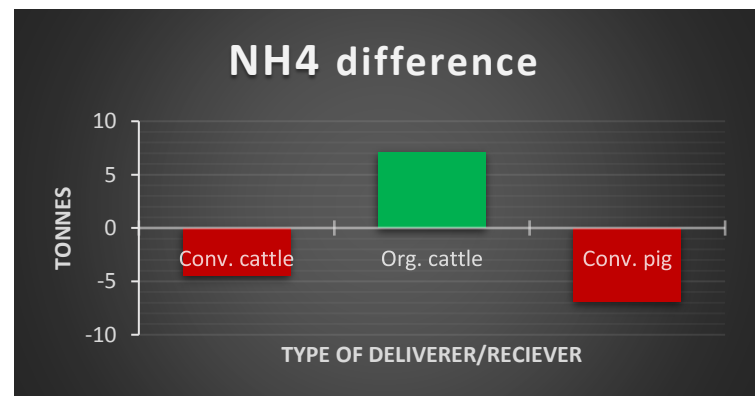 NH4 difference
10
5
0
-5
-10
TONNES
Conv. cattle
Org. cattle
Conv. pig
TYPE OF DELIVERER/RECIEVER